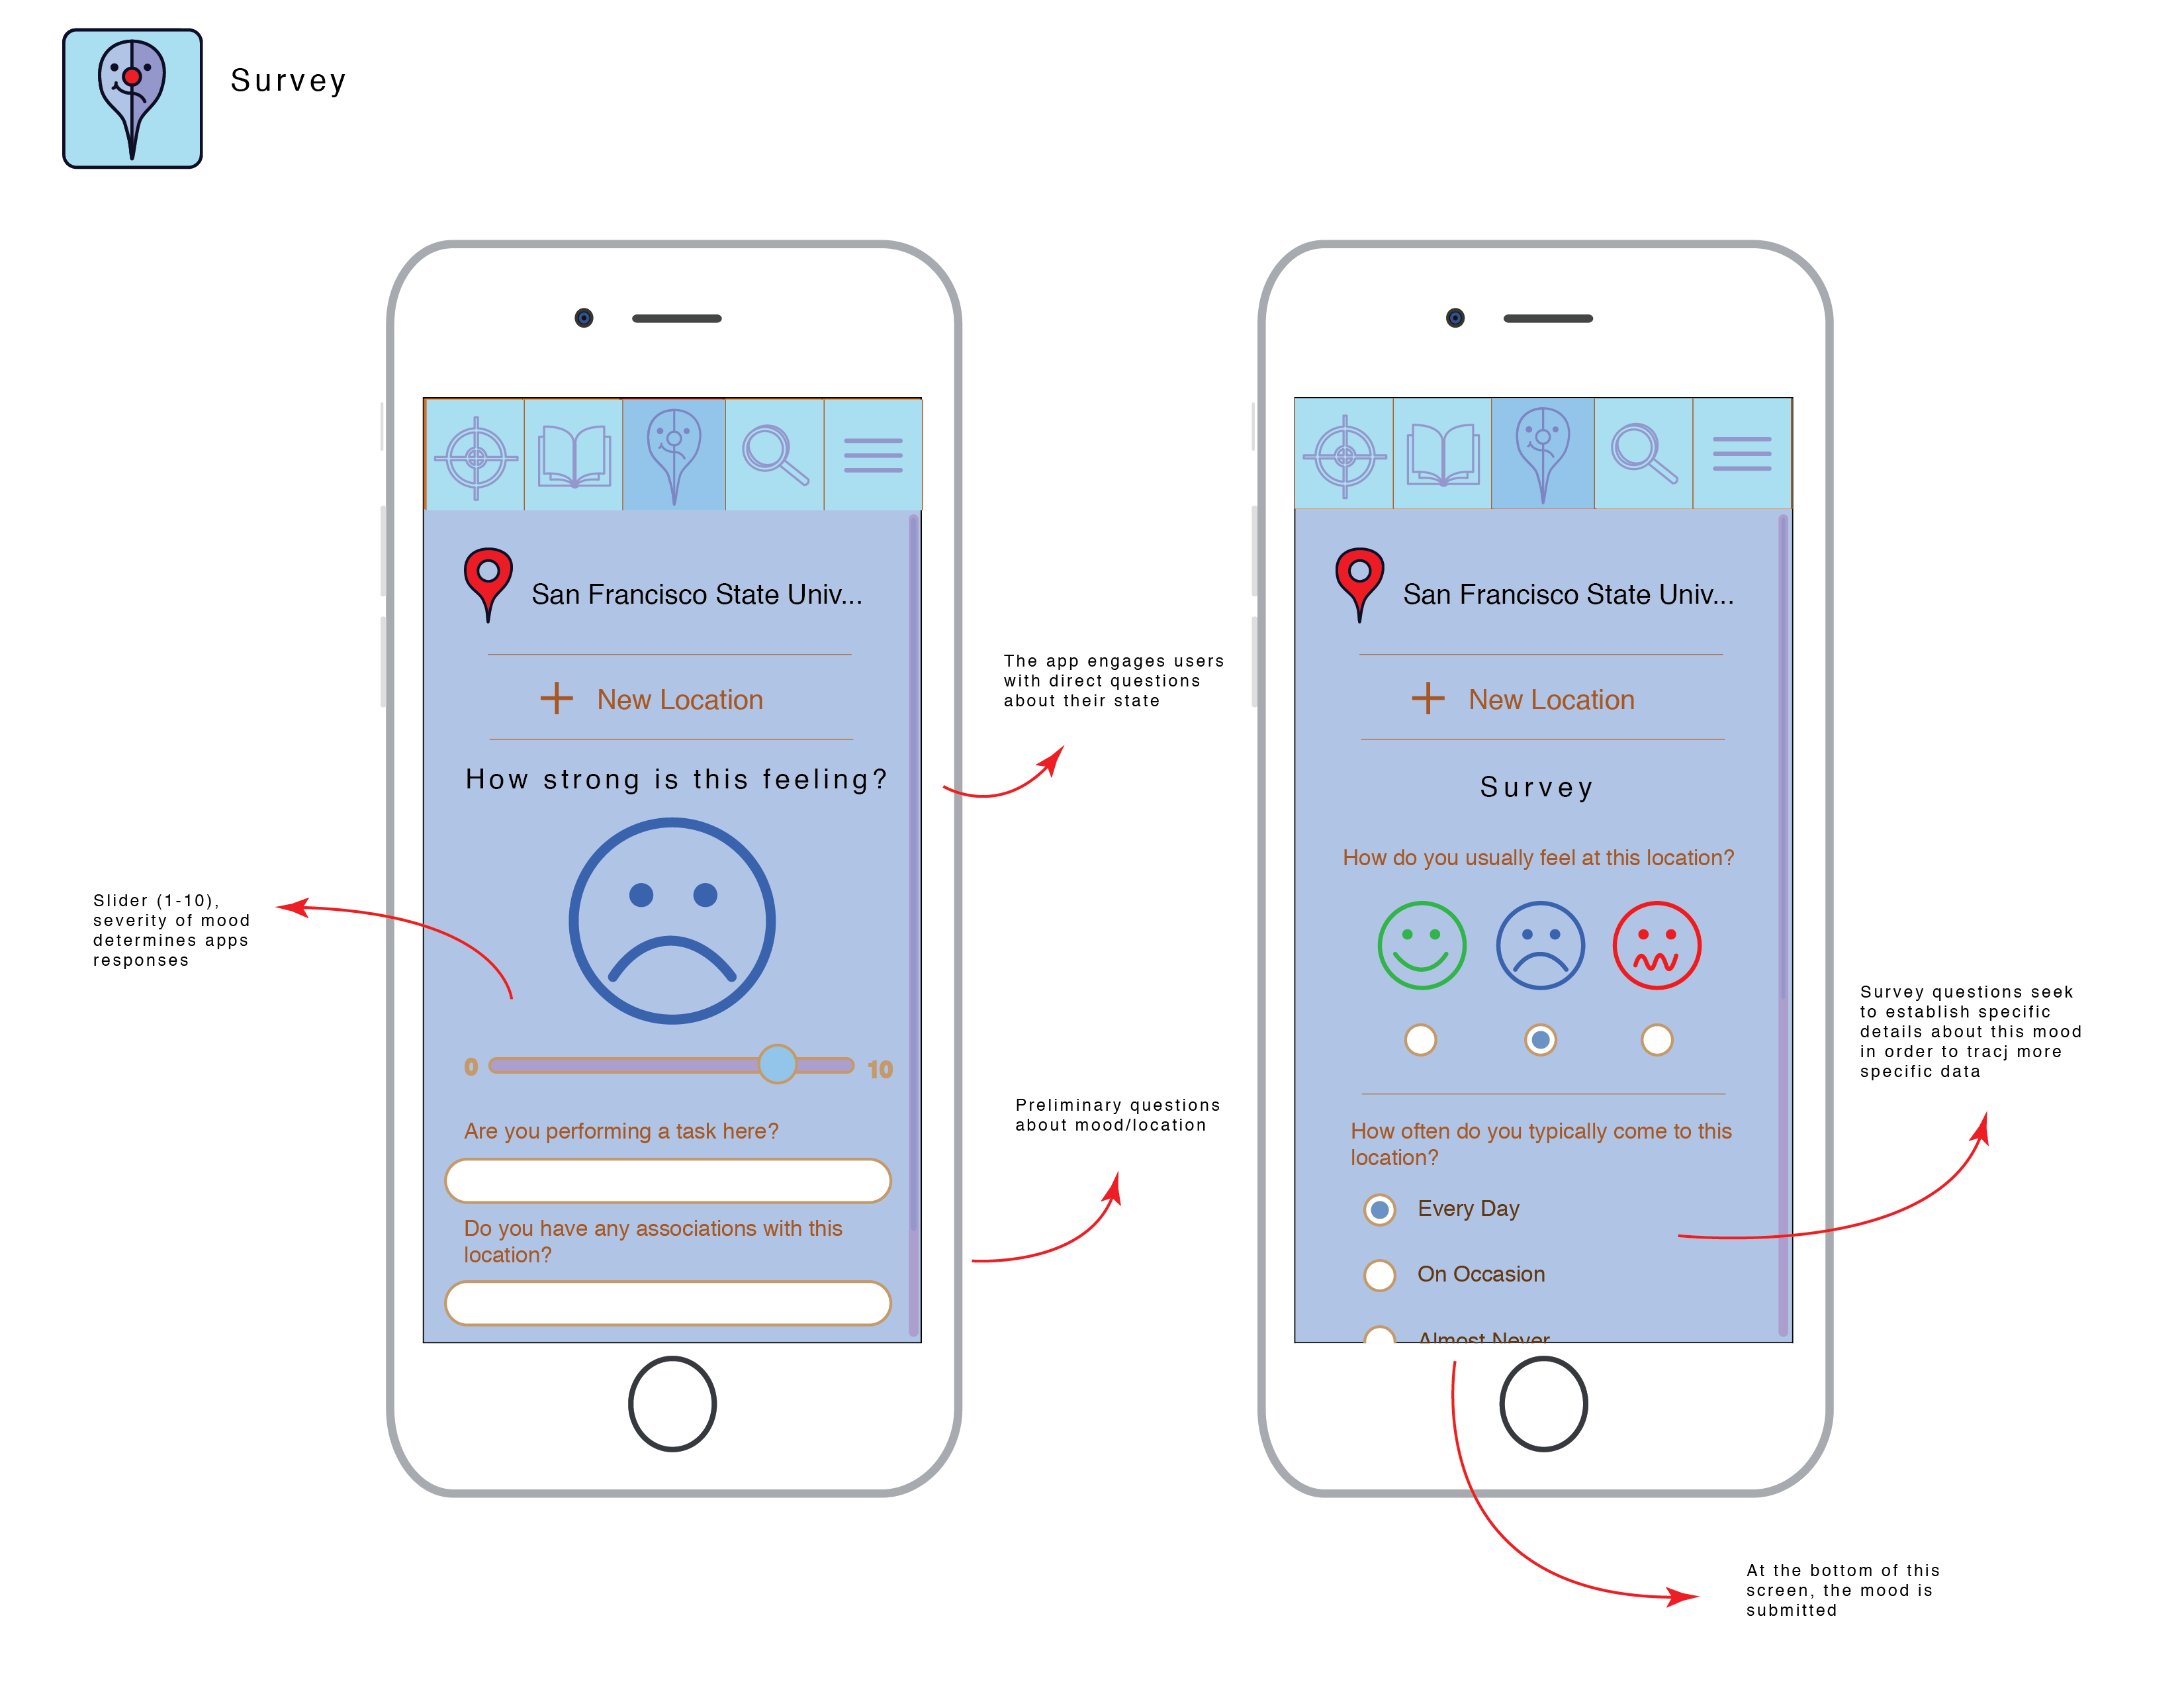 Survey
San Francisco State Univ...
New Location
How strong is this feeling?
0
10
Are you performing a task here?
Do you have any associations with this
location?
The app engages users
with direct questions
about their state
Slider (1-10),
severity of mood
determines apps
responses
Preliminary questions
about mood/location
San Francisco State Univ...
New Location
Survey
How do you usually feel at this location?
How often do you typically come to this
location?
Every Day
On Occasion
Almost Never
Survey questions seek
to establish specific
details about this mood
in order to tracj more
specific data
At the bottom of this
screen, the mood is
submitted